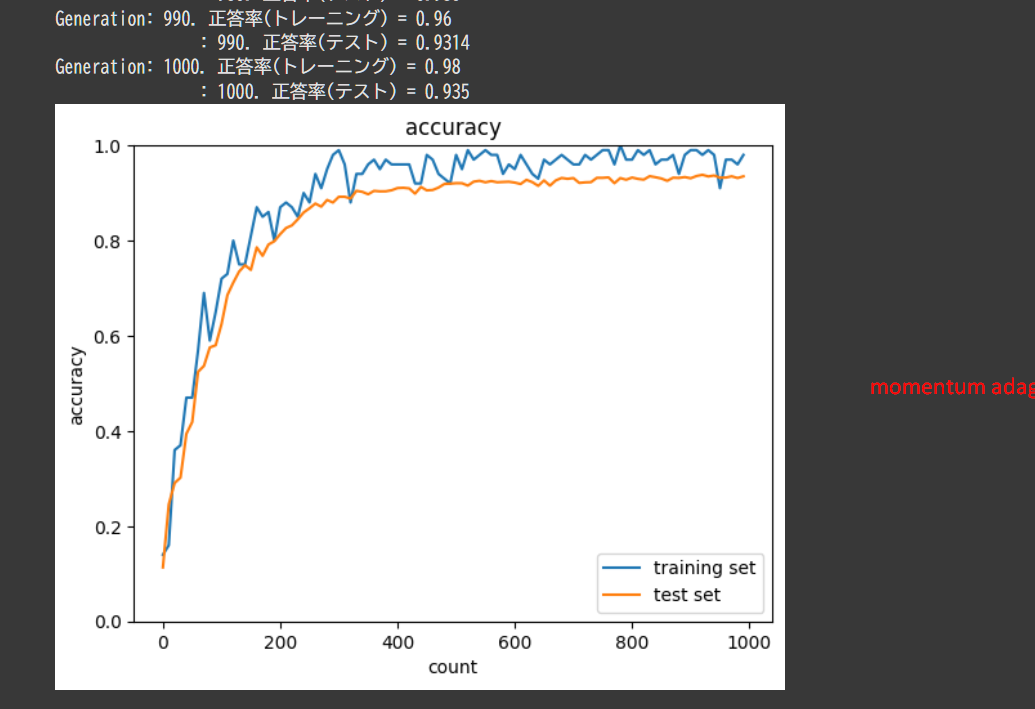 Generation: 990. 正答率(トレーニング) = 0.96
: 990. 正答率(テスト) = 0.9314
Generation: 1000. 正答率(トレーニング) = 0.98
: 1000. 正答率(テスト) = 0.935
accuracy
1.0
0.8
0.6
0.4
0.2
0.0
accuracy
momentum
training set
test set
0 200 400 600 800 1000
count